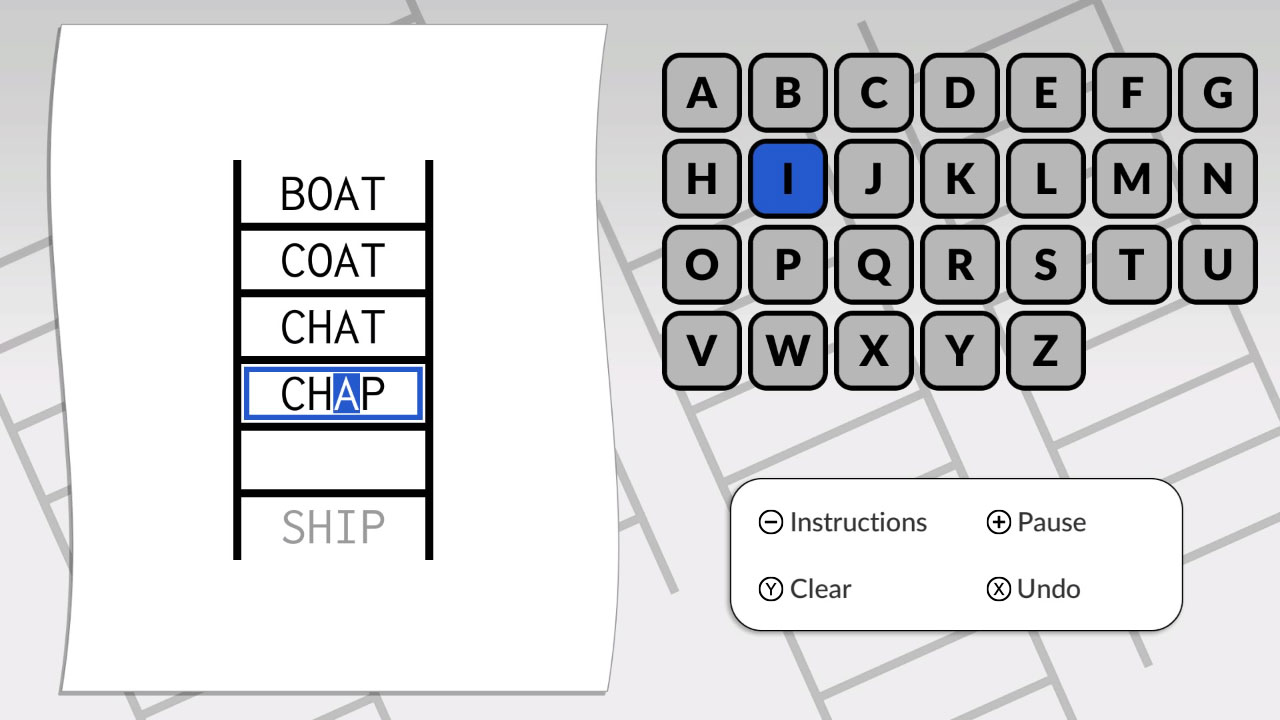 BOAT
COAT
CHAT
CHAP
SHIP
A B C D E F G
H I J K L M N
O P Q R S T U
V W X Y Z
− Instructions + Pause
Y Clear X Undo